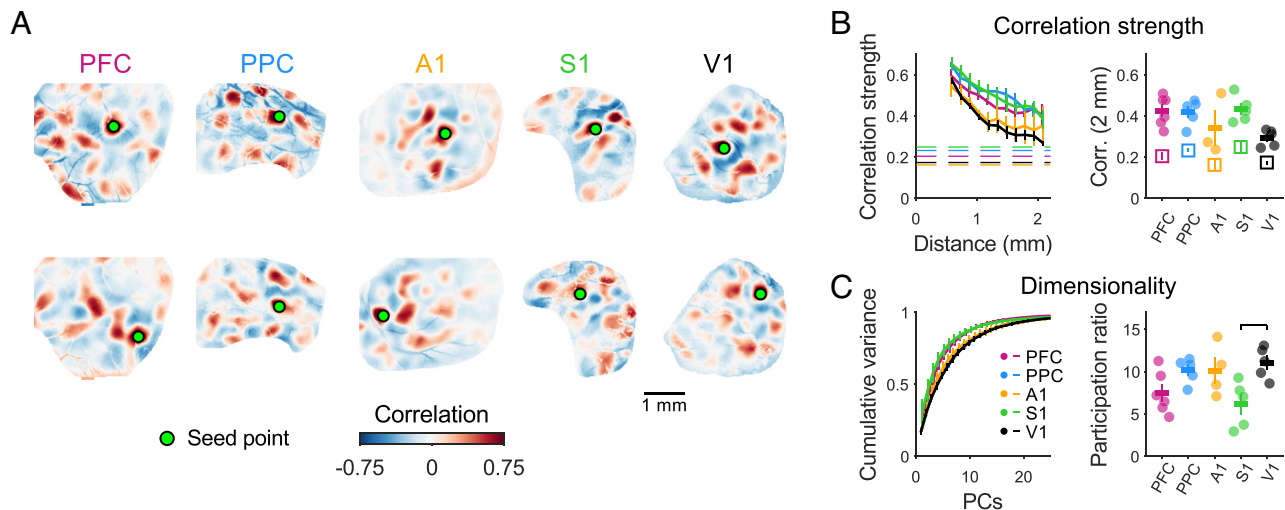 A
PFC PPC A1 S1 V1
1 mm
Seed point
Correlation
-0.75 0 0.75
B
Correlation strength
Correlation strength
0.6
0.4
0.2
0
0 1 2
Distance (mm)
Corr. (2 mm)
0.6
0.4
0.2
0
PFC PPC A1 S1 V1
C
Dimensionality
Cumulative variance
1
0.5
0
0 10 20
PCs
PFC
PPC
A1
S1
V1
Participation ratio
15
10
5
0
PFC PPC A1 S1 V1